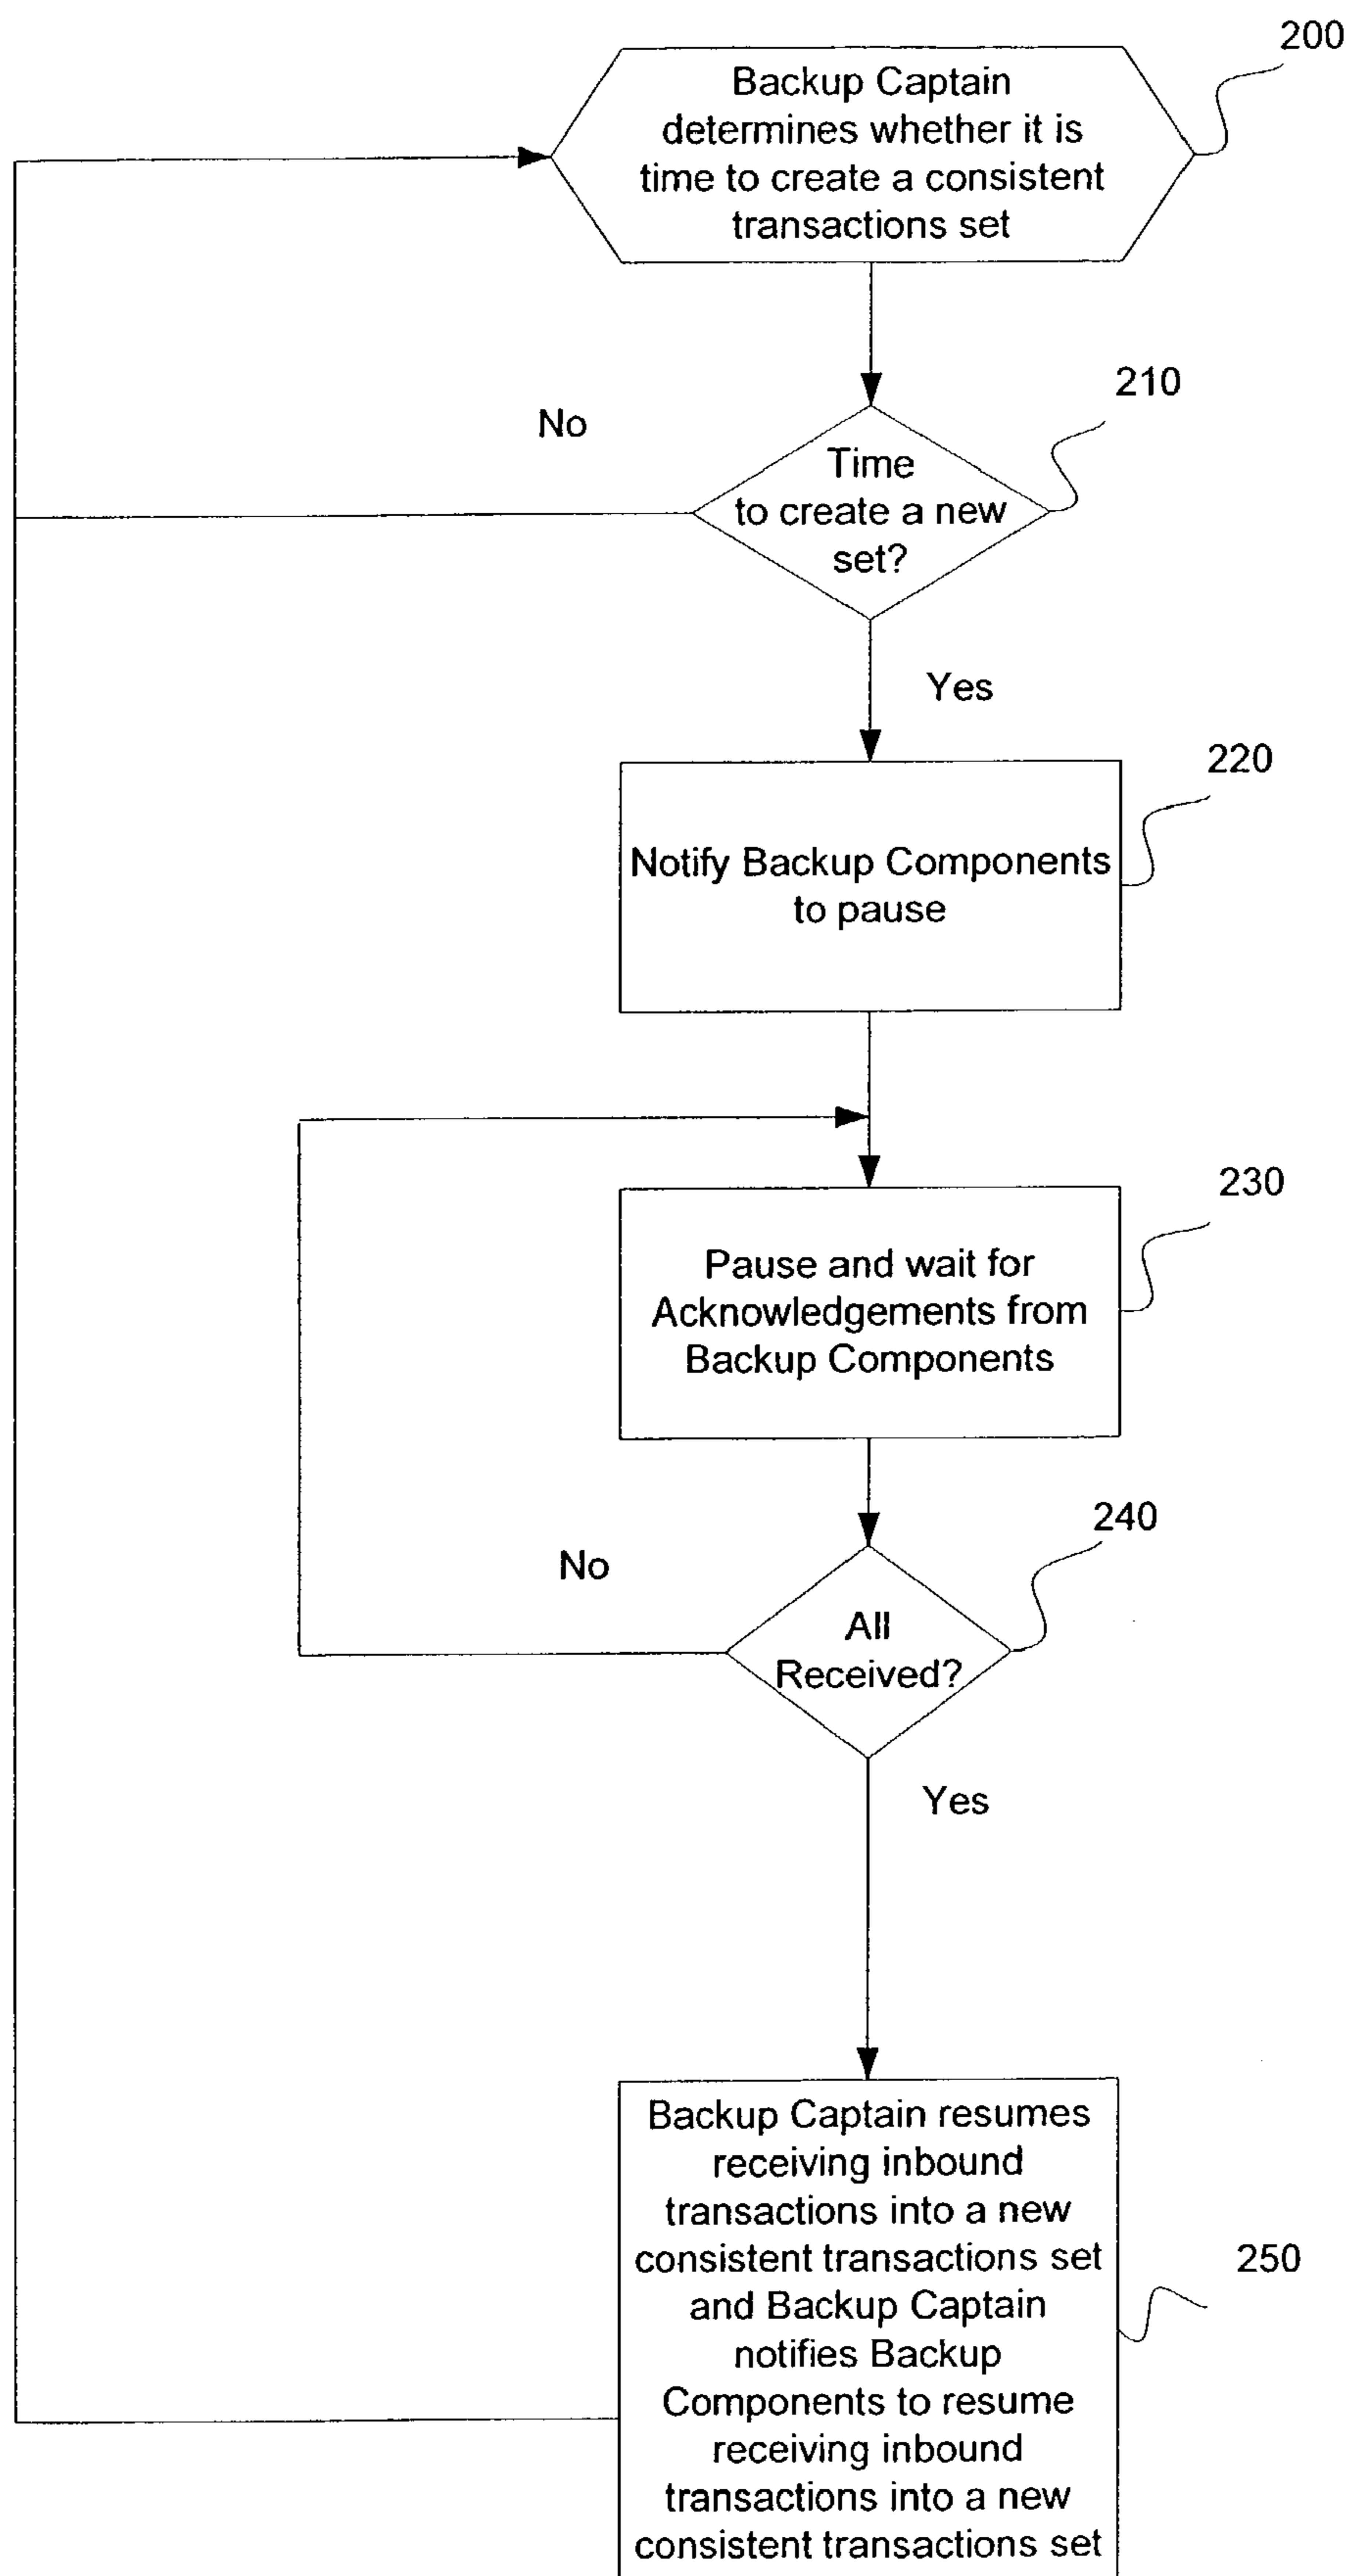 200
Backup Captain
determines whether it is
time to create a consistent
transactions set
210
No
Time
to create a new
set?
Yes
220
Notify Backup Components
to pause
230
Pause and wait for
Acknowledgements from
Backup Components
240
No
All
Received?
Yes
Backup Captain resumes
receiving inbound
transactions into a new
consistent transactions set
250
and Backup Captain
notifies Backup
Components to resume
receiving inbound
transactions into a new
consistent transactions set